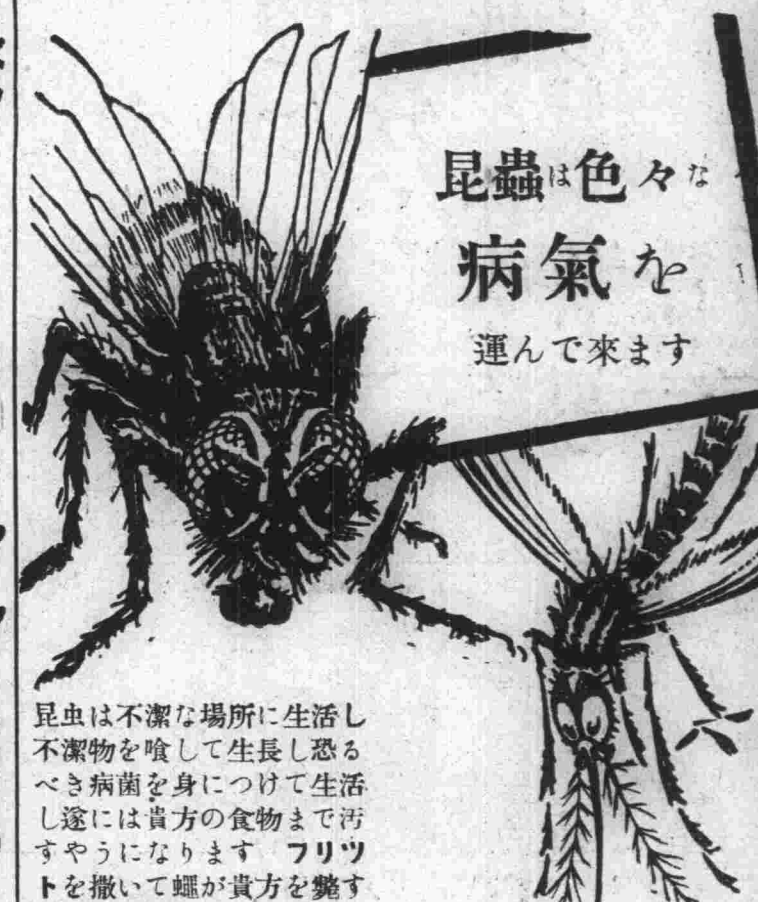 昆蟲は色々な
病氣を
運んで來ます
昆虫は不潔な場所に生活し
不潔物を喰して生長し恐る
べき病菌を身につけて生活
し遂には貴方の食物まで汚
すやうになります フリツ
トを撒いて蠅が貴方を斃す